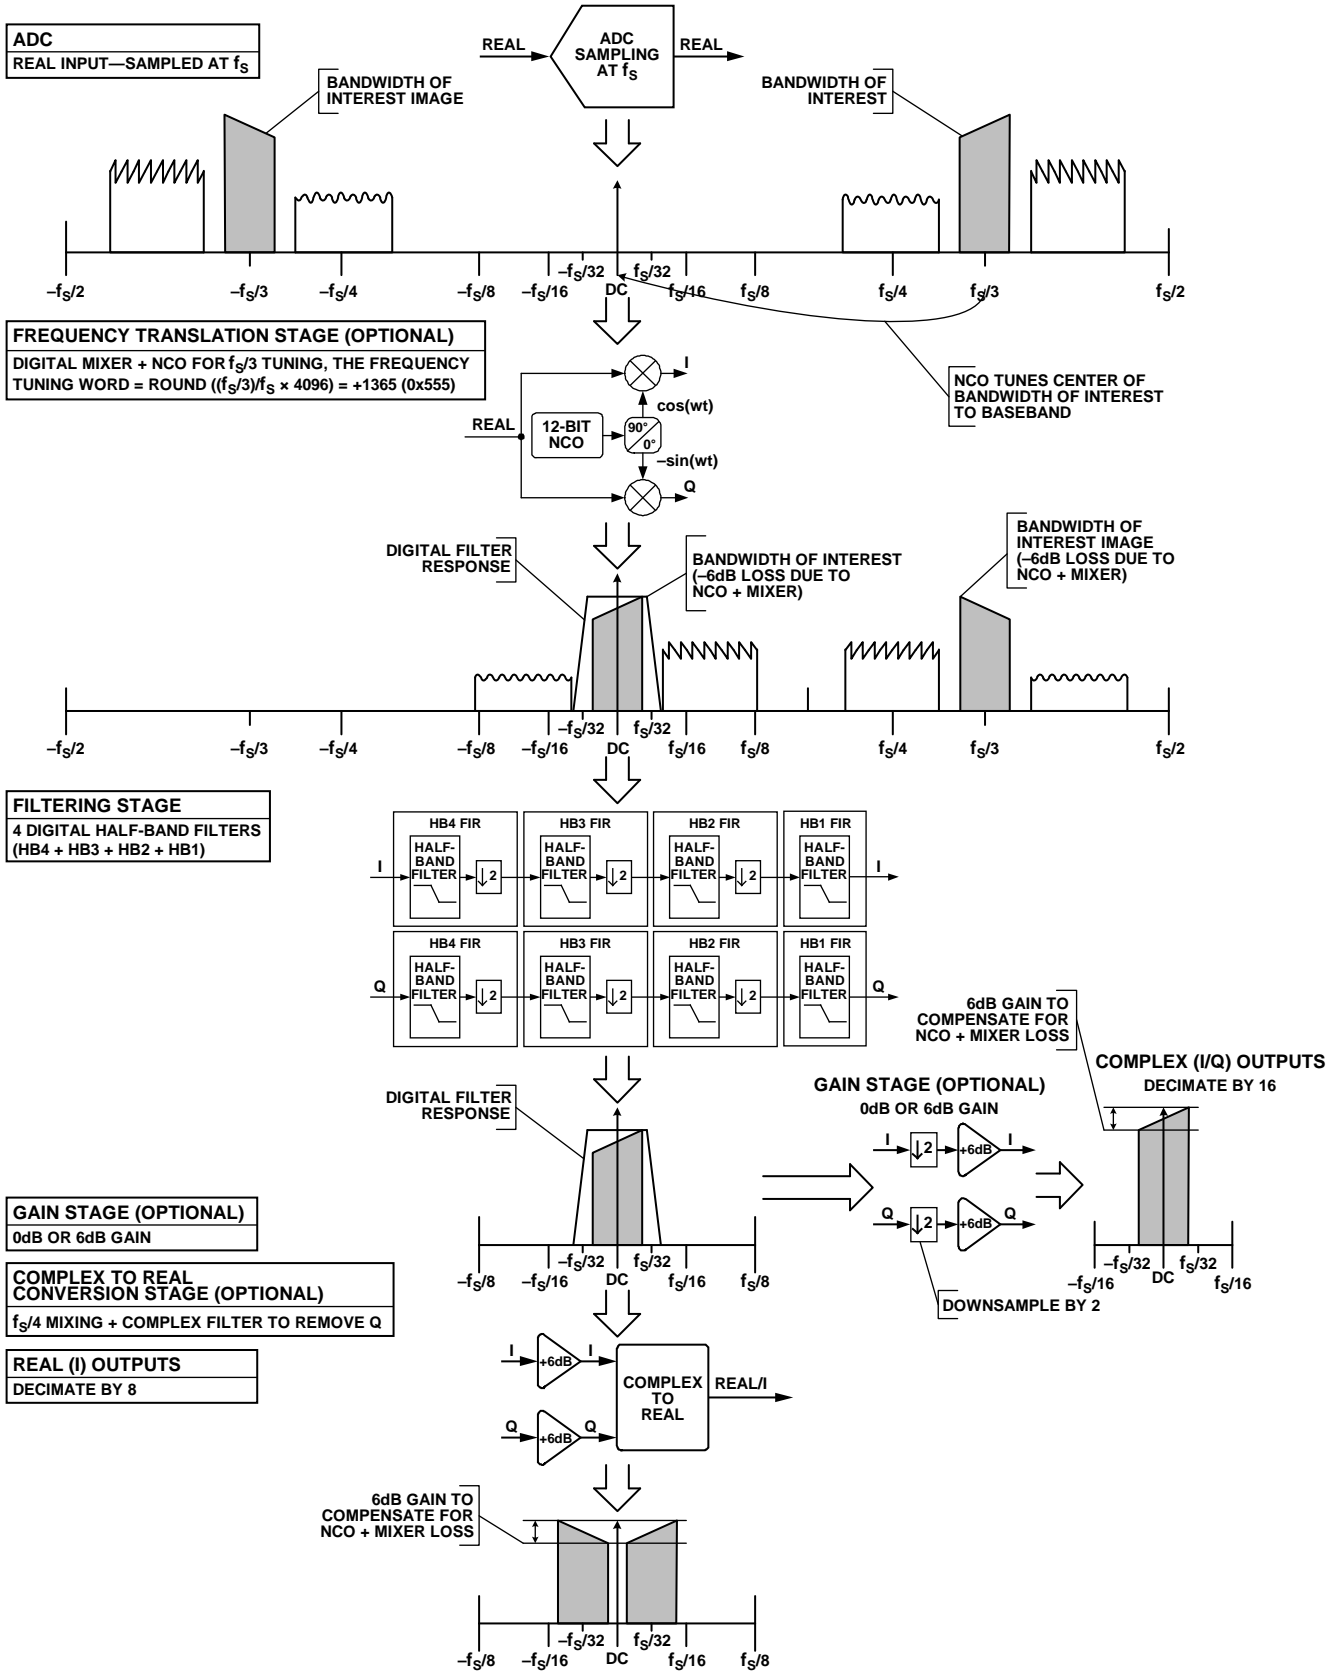 ADC
REAL INPUT—SAMPLED AT fS
REAL
ADC
SAMPLING
AT fS
REAL
BANDWIDTH OF
INTEREST IMAGE
BANDWIDTH OF
INTEREST
–fS/2
–fS/3
–fS/4
–fS/8
–fS/16
–fS/32
DC
fS/32
fS/16
fS/8
fS/4
fS/3
fS/2
FREQUENCY TRANSLATION STAGE (OPTIONAL)
DIGITAL MIXER + NCO FOR fS/3 TUNING, THE FREQUENCY
TUNING WORD = ROUND ((fS/3)/fS × 4096) = +1365 (0x555)
NCO TUNES CENTER OF
BANDWIDTH OF INTEREST
TO BASEBAND
I
cos(wt)
REAL
12-BIT
NCO
90°
0°
–sin(wt)
Q
DIGITAL FILTER
RESPONSE
BANDWIDTH OF INTEREST
(–6dB LOSS DUE TO
NCO + MIXER)
BANDWIDTH OF
INTEREST IMAGE
(–6dB LOSS DUE TO
NCO + MIXER)
–fS/2
–fS/3
–fS/4
–fS/8
–fS/16
–fS/32
DC
fS/32
fS/16
fS/8
fS/4
fS/3
fS/2
FILTERING STAGE
4 DIGITAL HALF-BAND FILTERS
(HB4 + HB3 + HB2 + HB1)
HB4 FIR
HB3 FIR
HB2 FIR
HB1 FIR
I
HALF-
BAND
FILTER
2
HALF-
BAND
FILTER
2
HALF-
BAND
FILTER
2
HALF-
BAND
FILTER
I
HB4 FIR
HB3 FIR
HB2 FIR
HB1 FIR
Q
HALF-
BAND
FILTER
2
HALF-
BAND
FILTER
2
HALF-
BAND
FILTER
2
HALF-
BAND
FILTER
Q
6dB GAIN TO
COMPENSATE FOR
NCO + MIXER LOSS
COMPLEX (I/Q) OUTPUTS
DECIMATE BY 16
GAIN STAGE (OPTIONAL)
0dB OR 6dB GAIN
DIGITAL FILTER
RESPONSE
I
2
+6dB
I
Q
2
+6dB
Q
DOWNSAMPLE BY 2
–fS/16
–fS/32
DC
fS/32
fS/16
GAIN STAGE (OPTIONAL)
0dB OR 6dB GAIN
–fS/8
–fS/16
–fS/32
DC
fS/32
fS/16
fS/8
COMPLEX TO REAL
CONVERSION STAGE (OPTIONAL)
fS/4 MIXING + COMPLEX FILTER TO REMOVE Q
REAL (I) OUTPUTS
DECIMATE BY 8
I
+6dB
I
Q
+6dB
Q
COMPLEX
TO
REAL
REAL/I
6dB GAIN TO
COMPENSATE FOR
NCO + MIXER LOSS
–fS/8
–fS/16
–fS/32
DC
fS/32
fS/16
fS/8